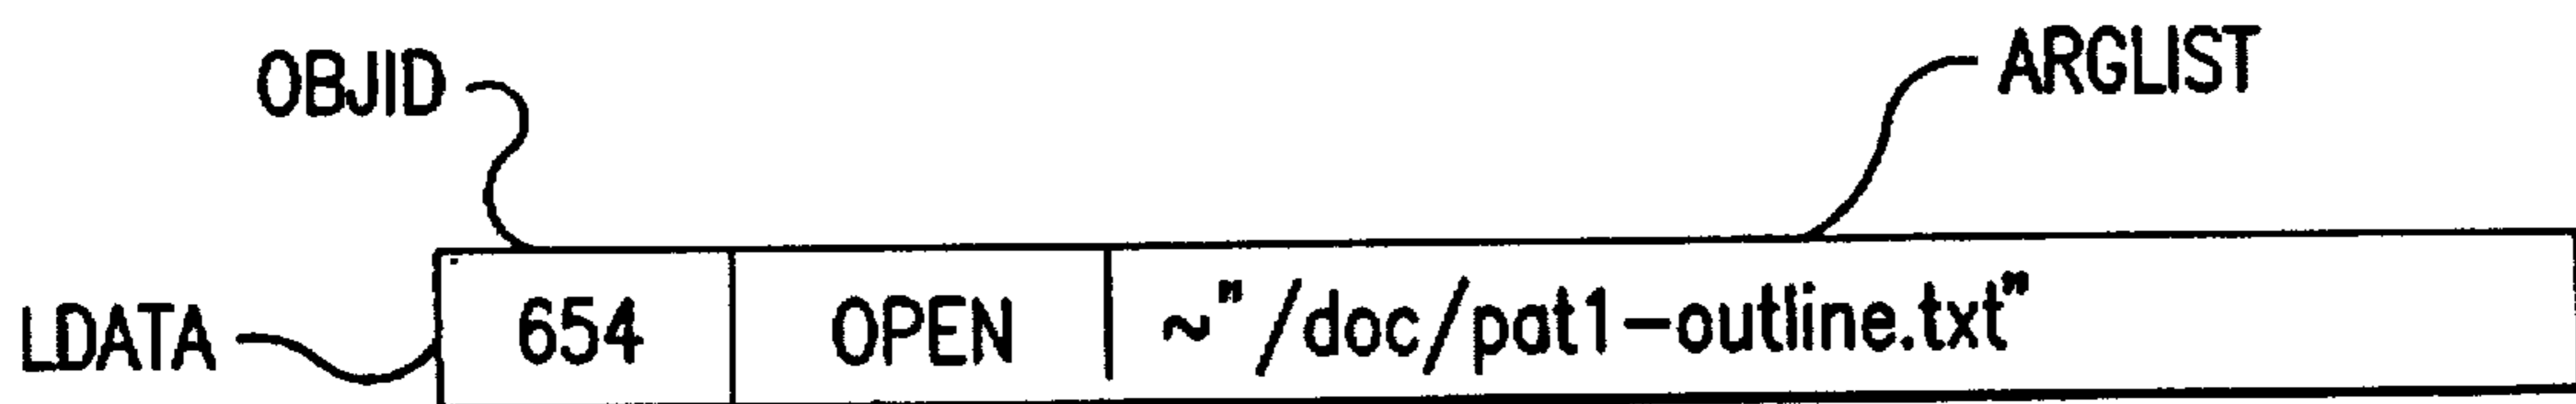 OBJID ARGLIST
LDATA 654 OPEN ~"/doc/pat1-outline.txt"